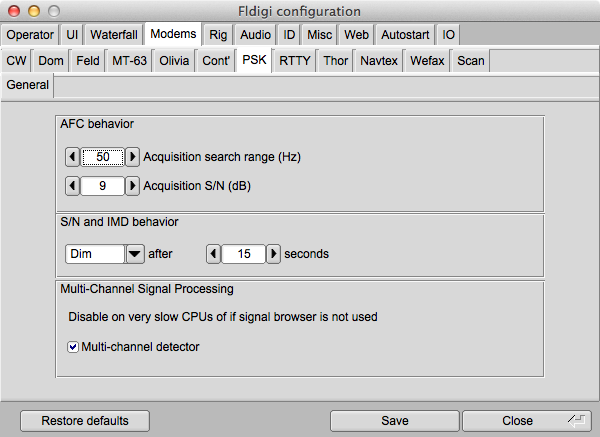 Fldigi configuration
Operator UI Waterfall Modems Rig Audio ID Misc Web Autostart IO
CW Dom Feld MT-63 Olivia Cont' PSK RTTY Thor Navtex Wefax Scan
General
AFC behavior
50 Acquisition search range (Hz)
9 Acquisition S/N (dB)
S/N and IMD behavior
Dim after 15 seconds
Multi-Channel Signal Processing
Disable on very slow CPUs of if signal browser is not used
Multi-channel detector
Restore defaults Save Close